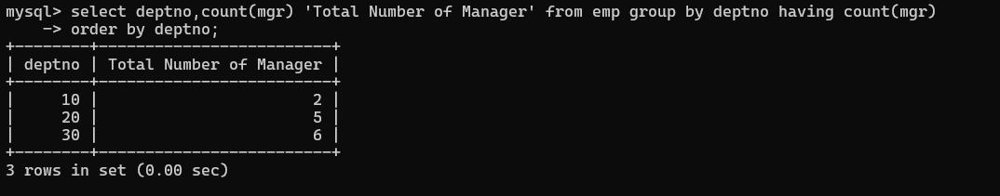 mysql> select deptno,count(mgr) 'Total Number of Manager' from emp group by deptno having count(mgr)
    -> order by deptno;
+--------+-------------------------+
| deptno | Total Number of Manager |
+--------+-------------------------+
|     10 |                       2 |
|     20 |                       5 |
|     30 |                       6 |
+--------+-------------------------+
3 rows in set (0.00 sec)